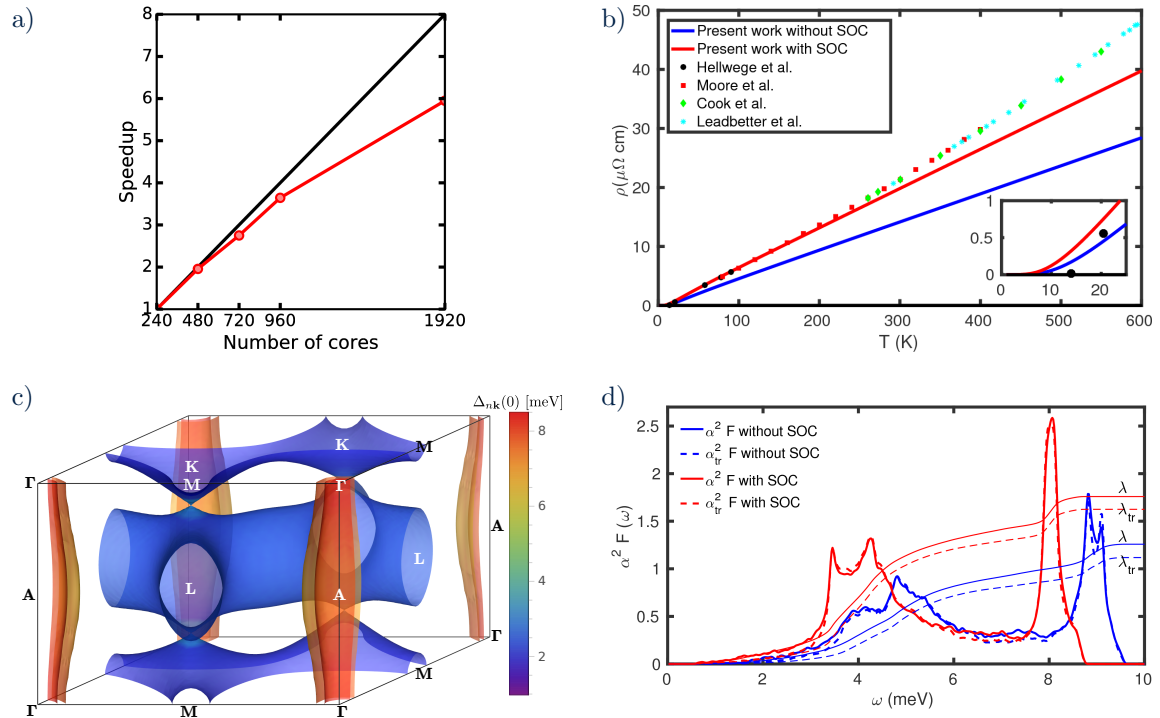 a)
8
7
6
5
4
3
2
1
Speedup
240 480 720 960 1920
Number of cores
b)
50
40
30
20
10
0
ρ(μΩ cm)
Present work without SOC
Present work with SOC
Hellwege et al.
Moore et al.
Cook et al.
Leadbetter et al.
1
0.5
0
0 10 20
0 100 200 300 400 500 600
T (K)
c)
Δnk(0) [meV]
8
6
4
2
K
M
K
M
Γ
Γ
A
L
L
A
A
Γ
M
Γ
M
Γ
d)
2.5
2
1.5
1
0.5
0
α² F (ω)
α² F without SOC
α²tr F without SOC
α² F with SOC
α²tr F with SOC
λ
λtr
λ
λtr
0 2 4 6 8 10
ω (meV)